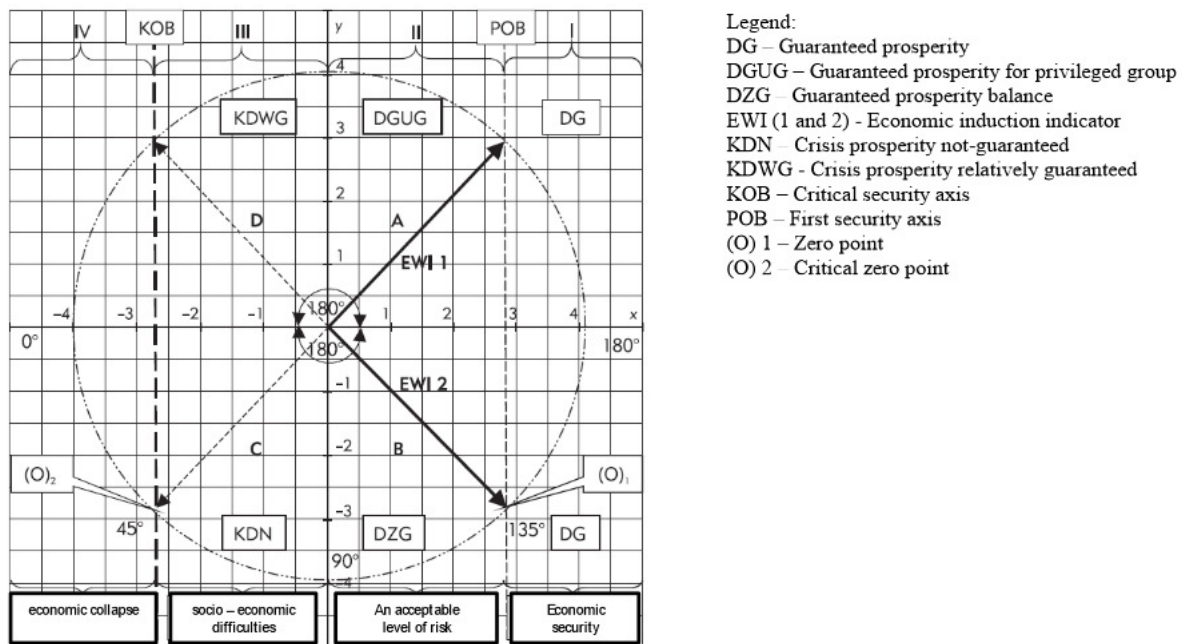 IV
KOB
III
y
II
POB
I
4
KDWG
DGUG
DG
3
2
D
A
1
EWI 1
180°
–4
–3
–2
–1
1
2
3
4
x
0°
180°
180°
–1
EWI 2
–2
C
B
(O)₂
(O)₁
–3
45°
KDN
DZG
135°
DG
90°
–4
economic collapse
socio – economic
difficulties
An acceptable
level of risk
Economic
security
Legend:
DG – Guaranteed prosperity
DGUG – Guaranteed prosperity for privileged group
DZG – Guaranteed prosperity balance
EWI (1 and 2) - Economic induction indicator
KDN – Crisis prosperity not-guaranteed
KDWG - Crisis prosperity relatively guaranteed
KOB – Critical security axis
POB – First security axis
(O) 1 – Zero point
(O) 2 – Critical zero point